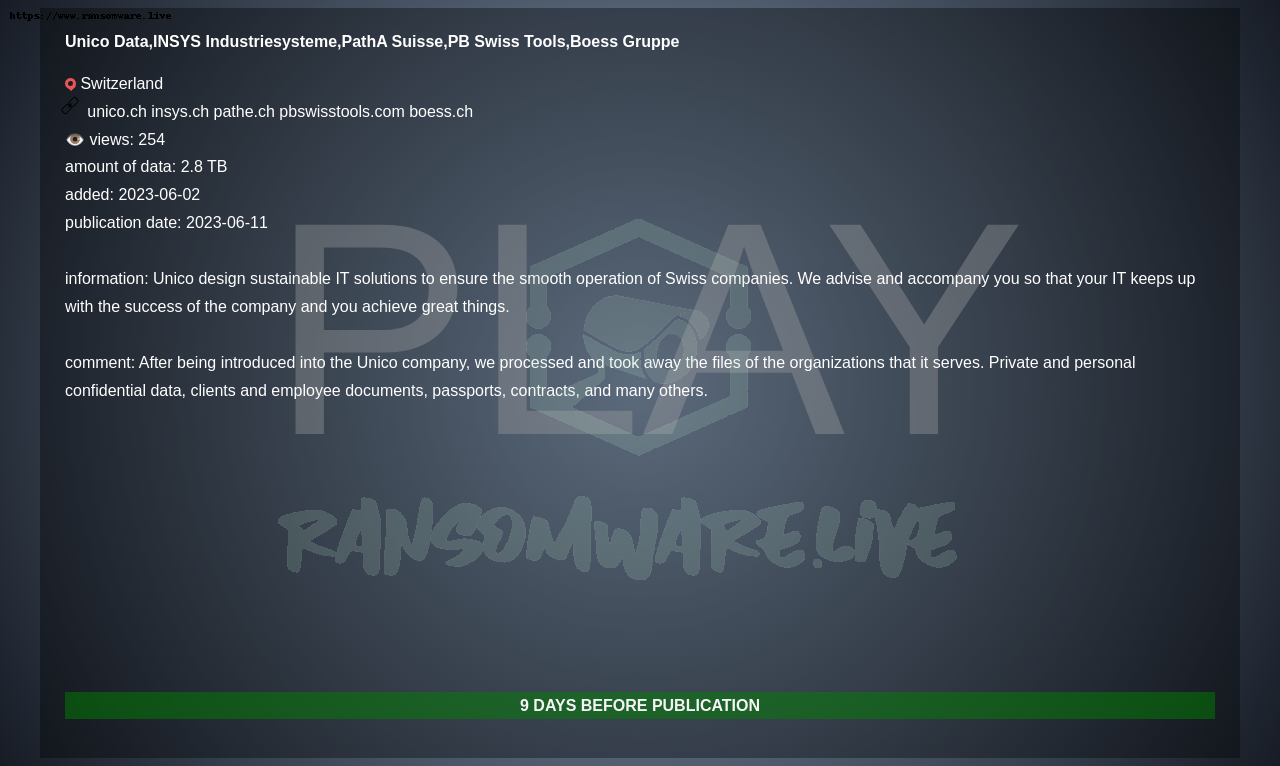 https://www.ransomware.live
Unico Data,INSYS Industriesysteme,PathA Suisse,PB Swiss Tools,Boess Gruppe
Switzerland
unico.ch insys.ch pathe.ch pbswisstools.com boess.ch
views: 254
amount of data: 2.8 TB
added: 2023-06-02
publication date: 2023-06-11
information: Unico design sustainable IT solutions to ensure the smooth operation of Swiss companies. We advise and accompany you so that your IT keeps up
with the success of the company and you achieve great things.
comment: After being introduced into the Unico company, we processed and took away the files of the organizations that it serves. Private and personal
confidential data, clients and employee documents, passports, contracts, and many others.
PLAY
RANSOMWARE.LIVE
9 DAYS BEFORE PUBLICATION